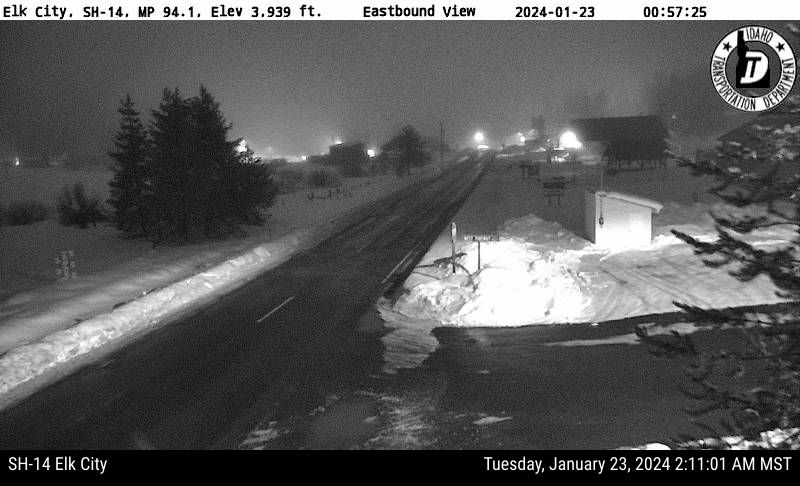 Elk City, SH-14, MP 94.1, Elev 3,939 ft. Eastbound View 2024-01-23 00:57:25
IDAHO
TRANSPORTATION DEPARTMENT
SH-14 Elk City Tuesday, January 23, 2024 2:11:01 AM MST